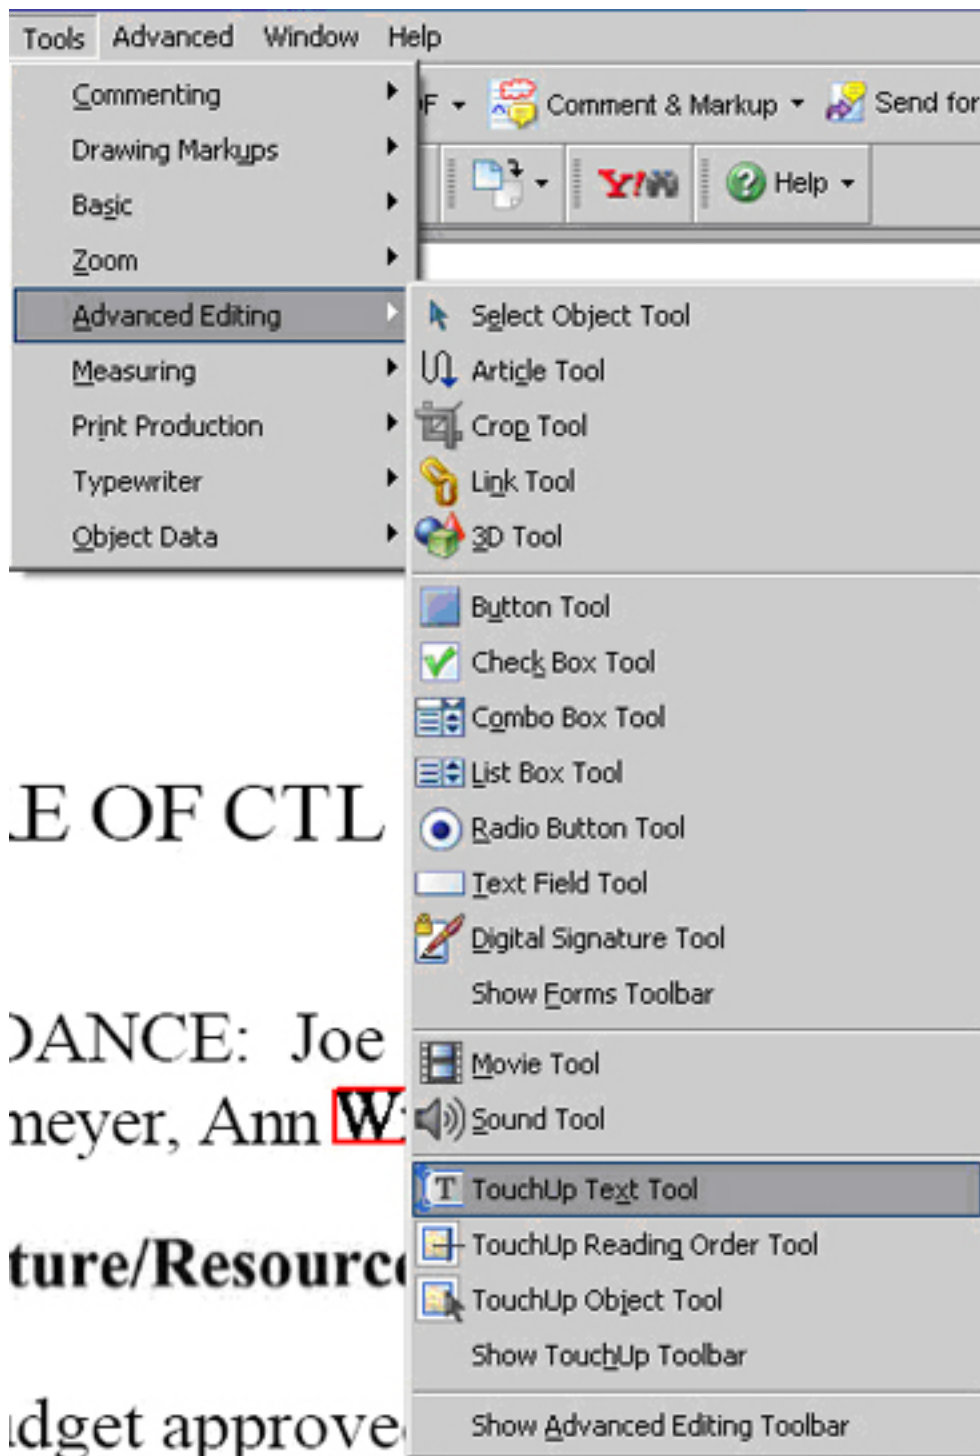 Tools Advanced Window Help
Commenting
Drawing Markups
Basic
Zoom
Advanced Editing
Measuring
Print Production
Typewriter
Object Data
F Comment & Markup Send for
Y! Help
Select Object Tool
Article Tool
Crop Tool
Link Tool
3D Tool
Button Tool
Check Box Tool
Combo Box Tool
List Box Tool
Radio Button Tool
Text Field Tool
Digital Signature Tool
Show Forms Toolbar
Movie Tool
Sound Tool
T TouchUp Text Tool
TouchUp Reading Order Tool
TouchUp Object Tool
Show TouchUp Toolbar
Show Advanced Editing Toolbar
E OF CTL
DANCE: Joe
meyer, Ann W
ture/Resourc
dget approve